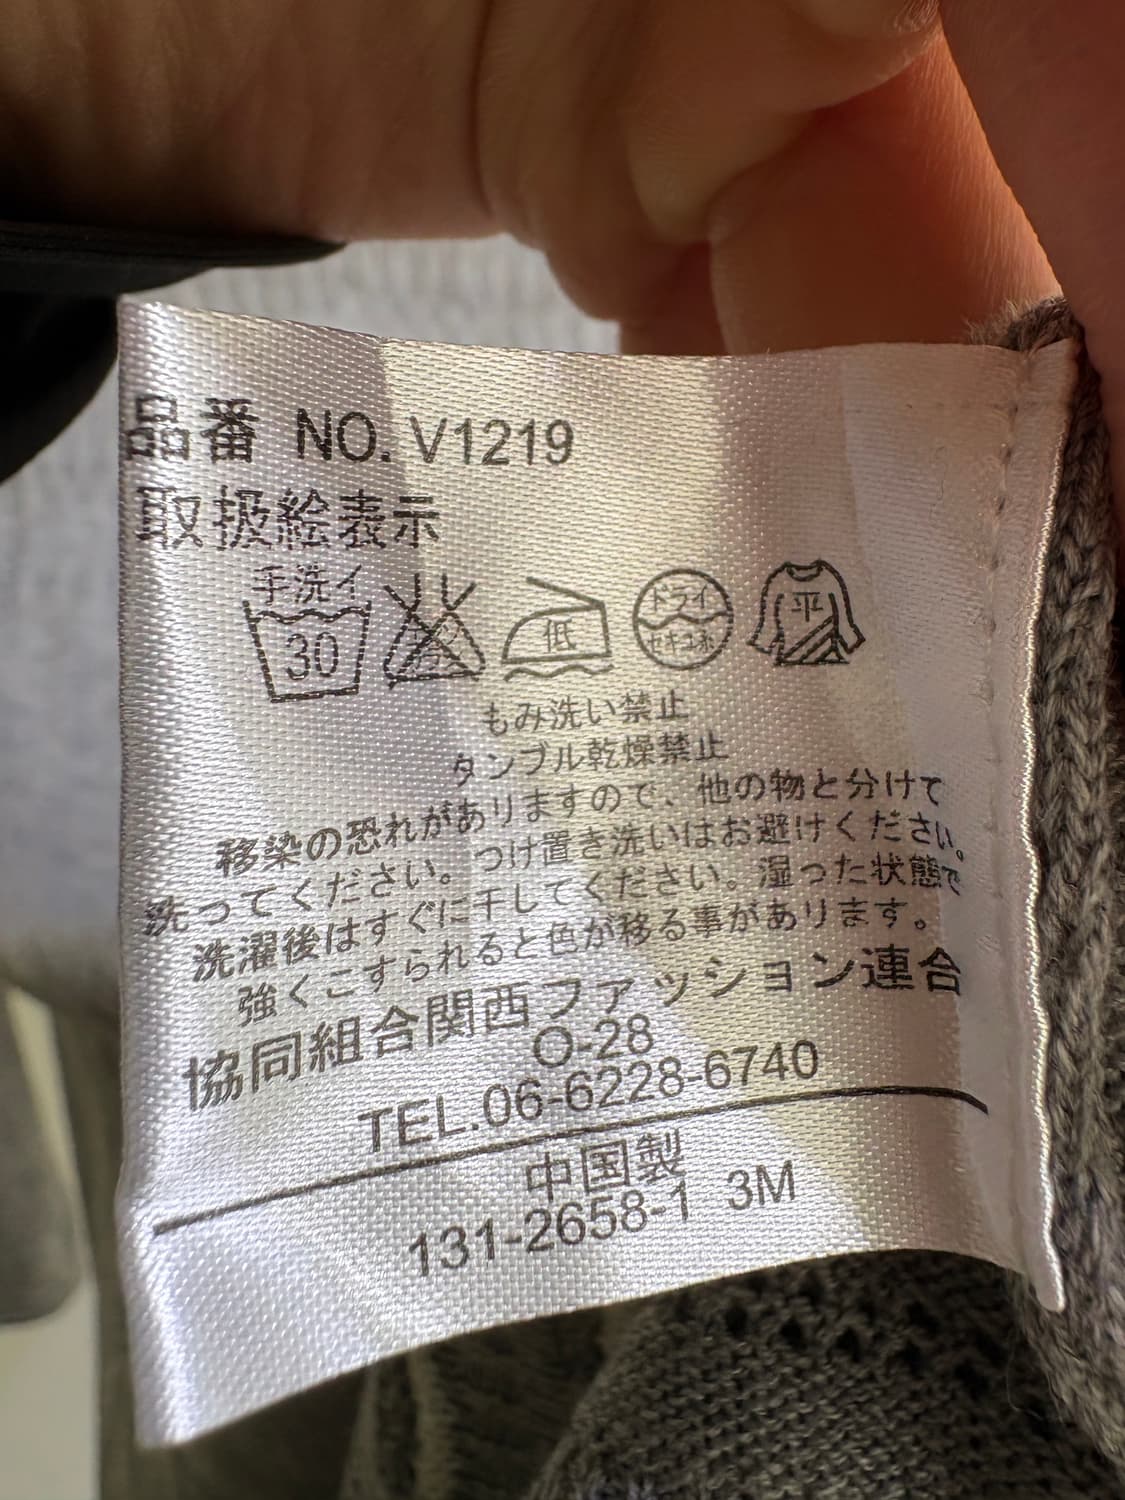 品番 NO. V1219
取扱絵表示
手洗イ
30
低
ドライ
セキユ系
平
もみ洗い禁止
タンブル乾燥禁止
移染の恐れがありますので、他の物と分けて
洗ってください。つけ置き洗いはお避けください。
洗濯後はすぐに干してください。湿った状態で
強くこすられると色が移る事があります。
協同組合関西ファッション連合
O-28
TEL.06-6228-6740
中国製
131-2658-1 3M